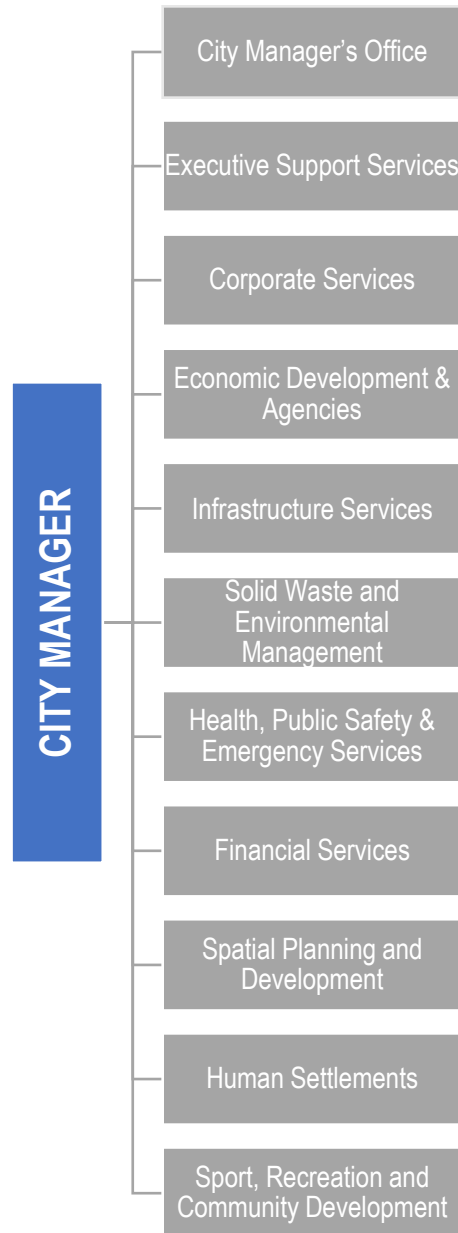 City Manager’s Office
Executive Support Services
Corporate Services
Economic Development &
Agencies
Infrastructure Services
CITY MANAGER
Solid Waste and
Environmental
Management
Health, Public Safety &
Emergency Services
Financial Services
Spatial Planning and
Development
Human Settlements
Sport, Recreation and
Community Development